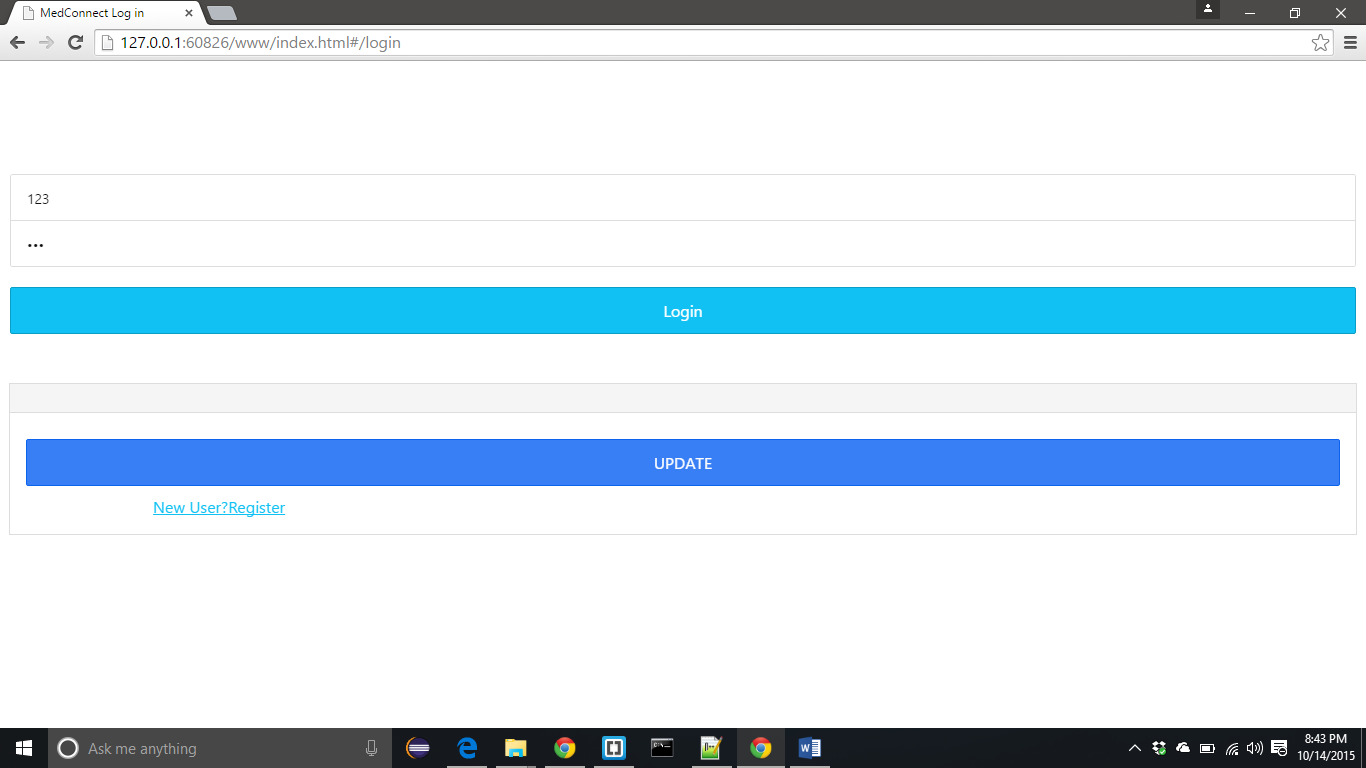 MedConnect Log in
127.0.0.1:60826/www/index.html#/login
123
•••
Login
UPDATE
New User?Register
Ask me anything
8:43 PM
10/14/2015